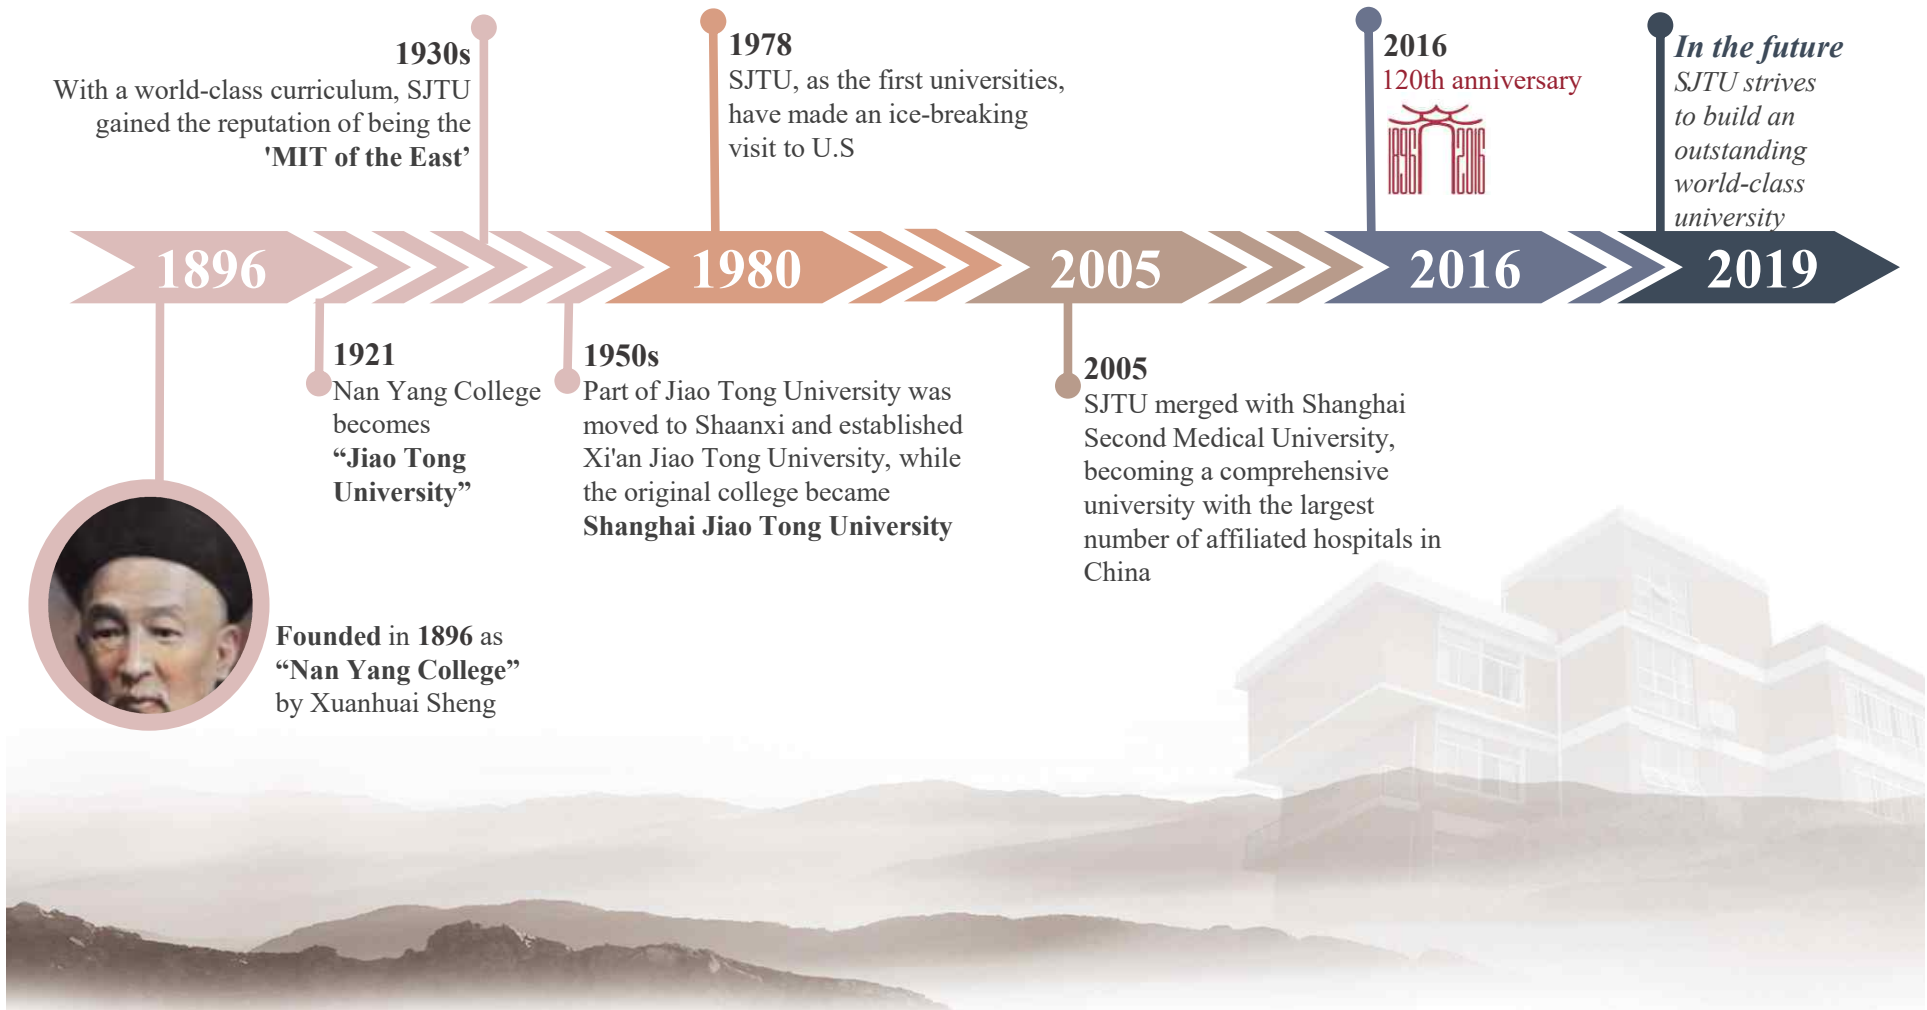 1930s
With a world-class curriculum, SJTU
gained the reputation of being the
'MIT of the East’
1978
SJTU, as the first universities,
have made an ice-breaking
visit to U.S
2016
120th anniversary
1896 2016
In the future
SJTU strives
to build an
outstanding
world-class
university
1896
1980
2005
2016
2019
1921
Nan Yang College
becomes
“Jiao Tong
University”
1950s
Part of Jiao Tong University was
moved to Shaanxi and established
Xi'an Jiao Tong University, while
the original college became
Shanghai Jiao Tong University
2005
SJTU merged with Shanghai
Second Medical University,
becoming a comprehensive
university with the largest
number of affiliated hospitals in
China
Founded in 1896 as
“Nan Yang College”
by Xuanhuai Sheng